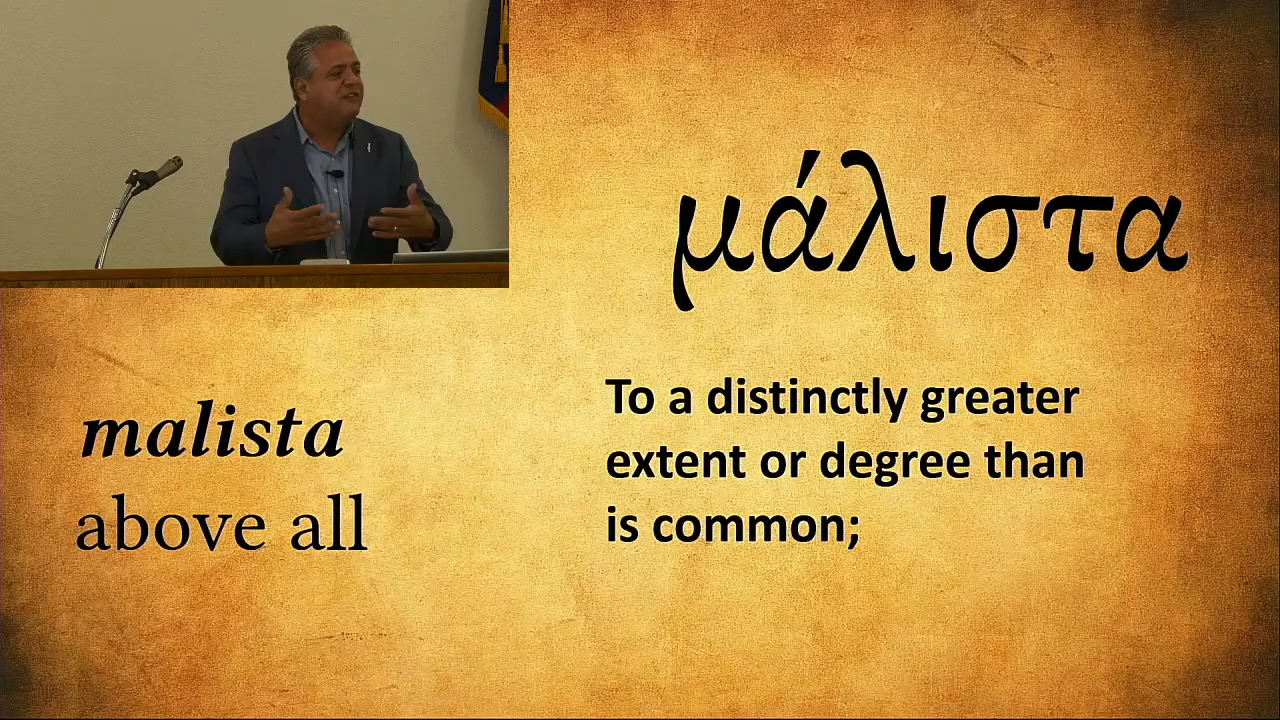 μάλιστα
malista
above all
To a distinctly greater
extent or degree than
is common;